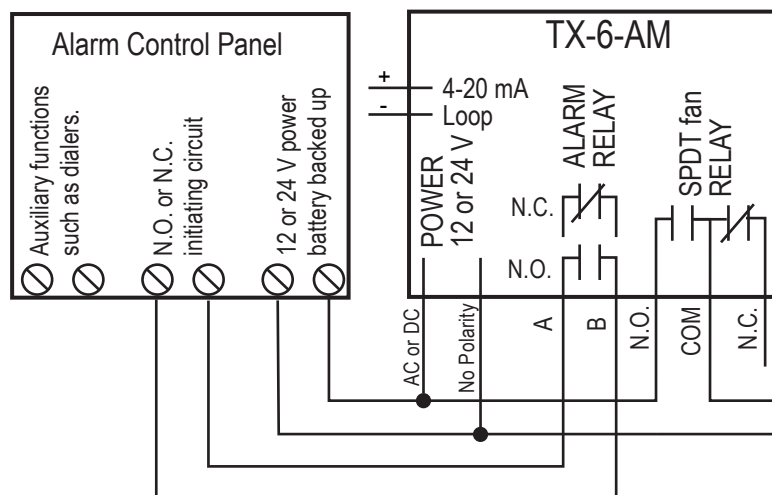 Alarm Control Panel
Auxiliary functions
such as dialers.
N.O. or N.C.
initiating circuit
12 or 24 V power
battery backed up
TX-6-AM
+
4-20 mA
-
Loop
POWER
12 or 24 V
ALARM
RELAY
N.C.
N.O.
SPDT fan
RELAY
AC or DC
No Polarity
A
B
N.O.
COM
N.C.